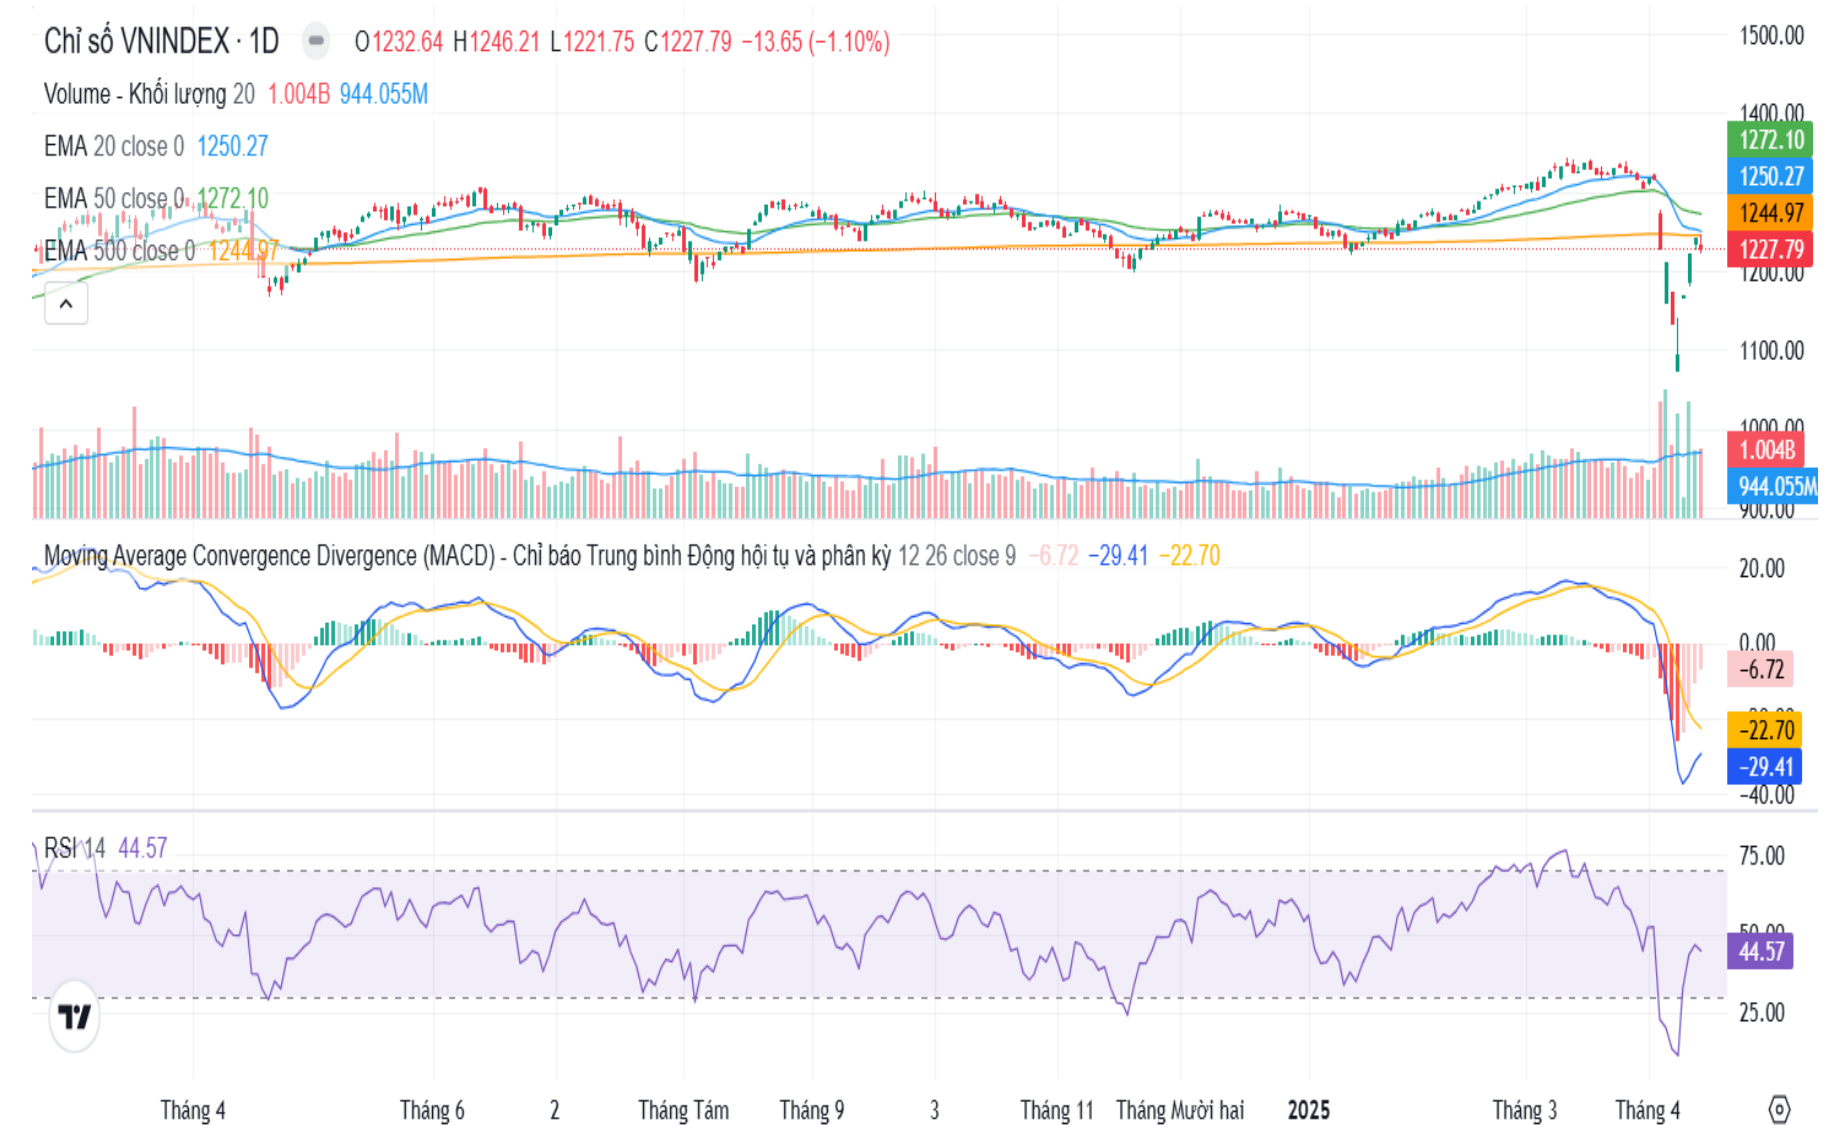 Chỉ số VNINDEX · 1D O1232.64 H1246.21 L1221.75 C1227.79 −13.65 (−1.10%)
Volume - Khối lượng 20 1.004B 944.055M
EMA 20 close 0 1250.27
EMA 50 close 0 1272.10
EMA 500 close 0 1244.97
1500.00
1400.00
1272.10
1250.27
1244.97
1227.79
1200.00
1100.00
1000.00
1.004B
944.055M
900.00
Moving Average Convergence Divergence (MACD) - Chỉ báo Trung bình Động hội tụ và phân kỳ 12 26 close 9 −6.72 −29.41 −22.70
20.00
0.00
−6.72
−22.70
−29.41
−40.00
RSI 14 44.57
75.00
50.00
44.57
25.00
Tháng 4 Tháng 6 2 Tháng Tám Tháng 9 3 Tháng 11 Tháng Mười hai 2025 Tháng 3 Tháng 4